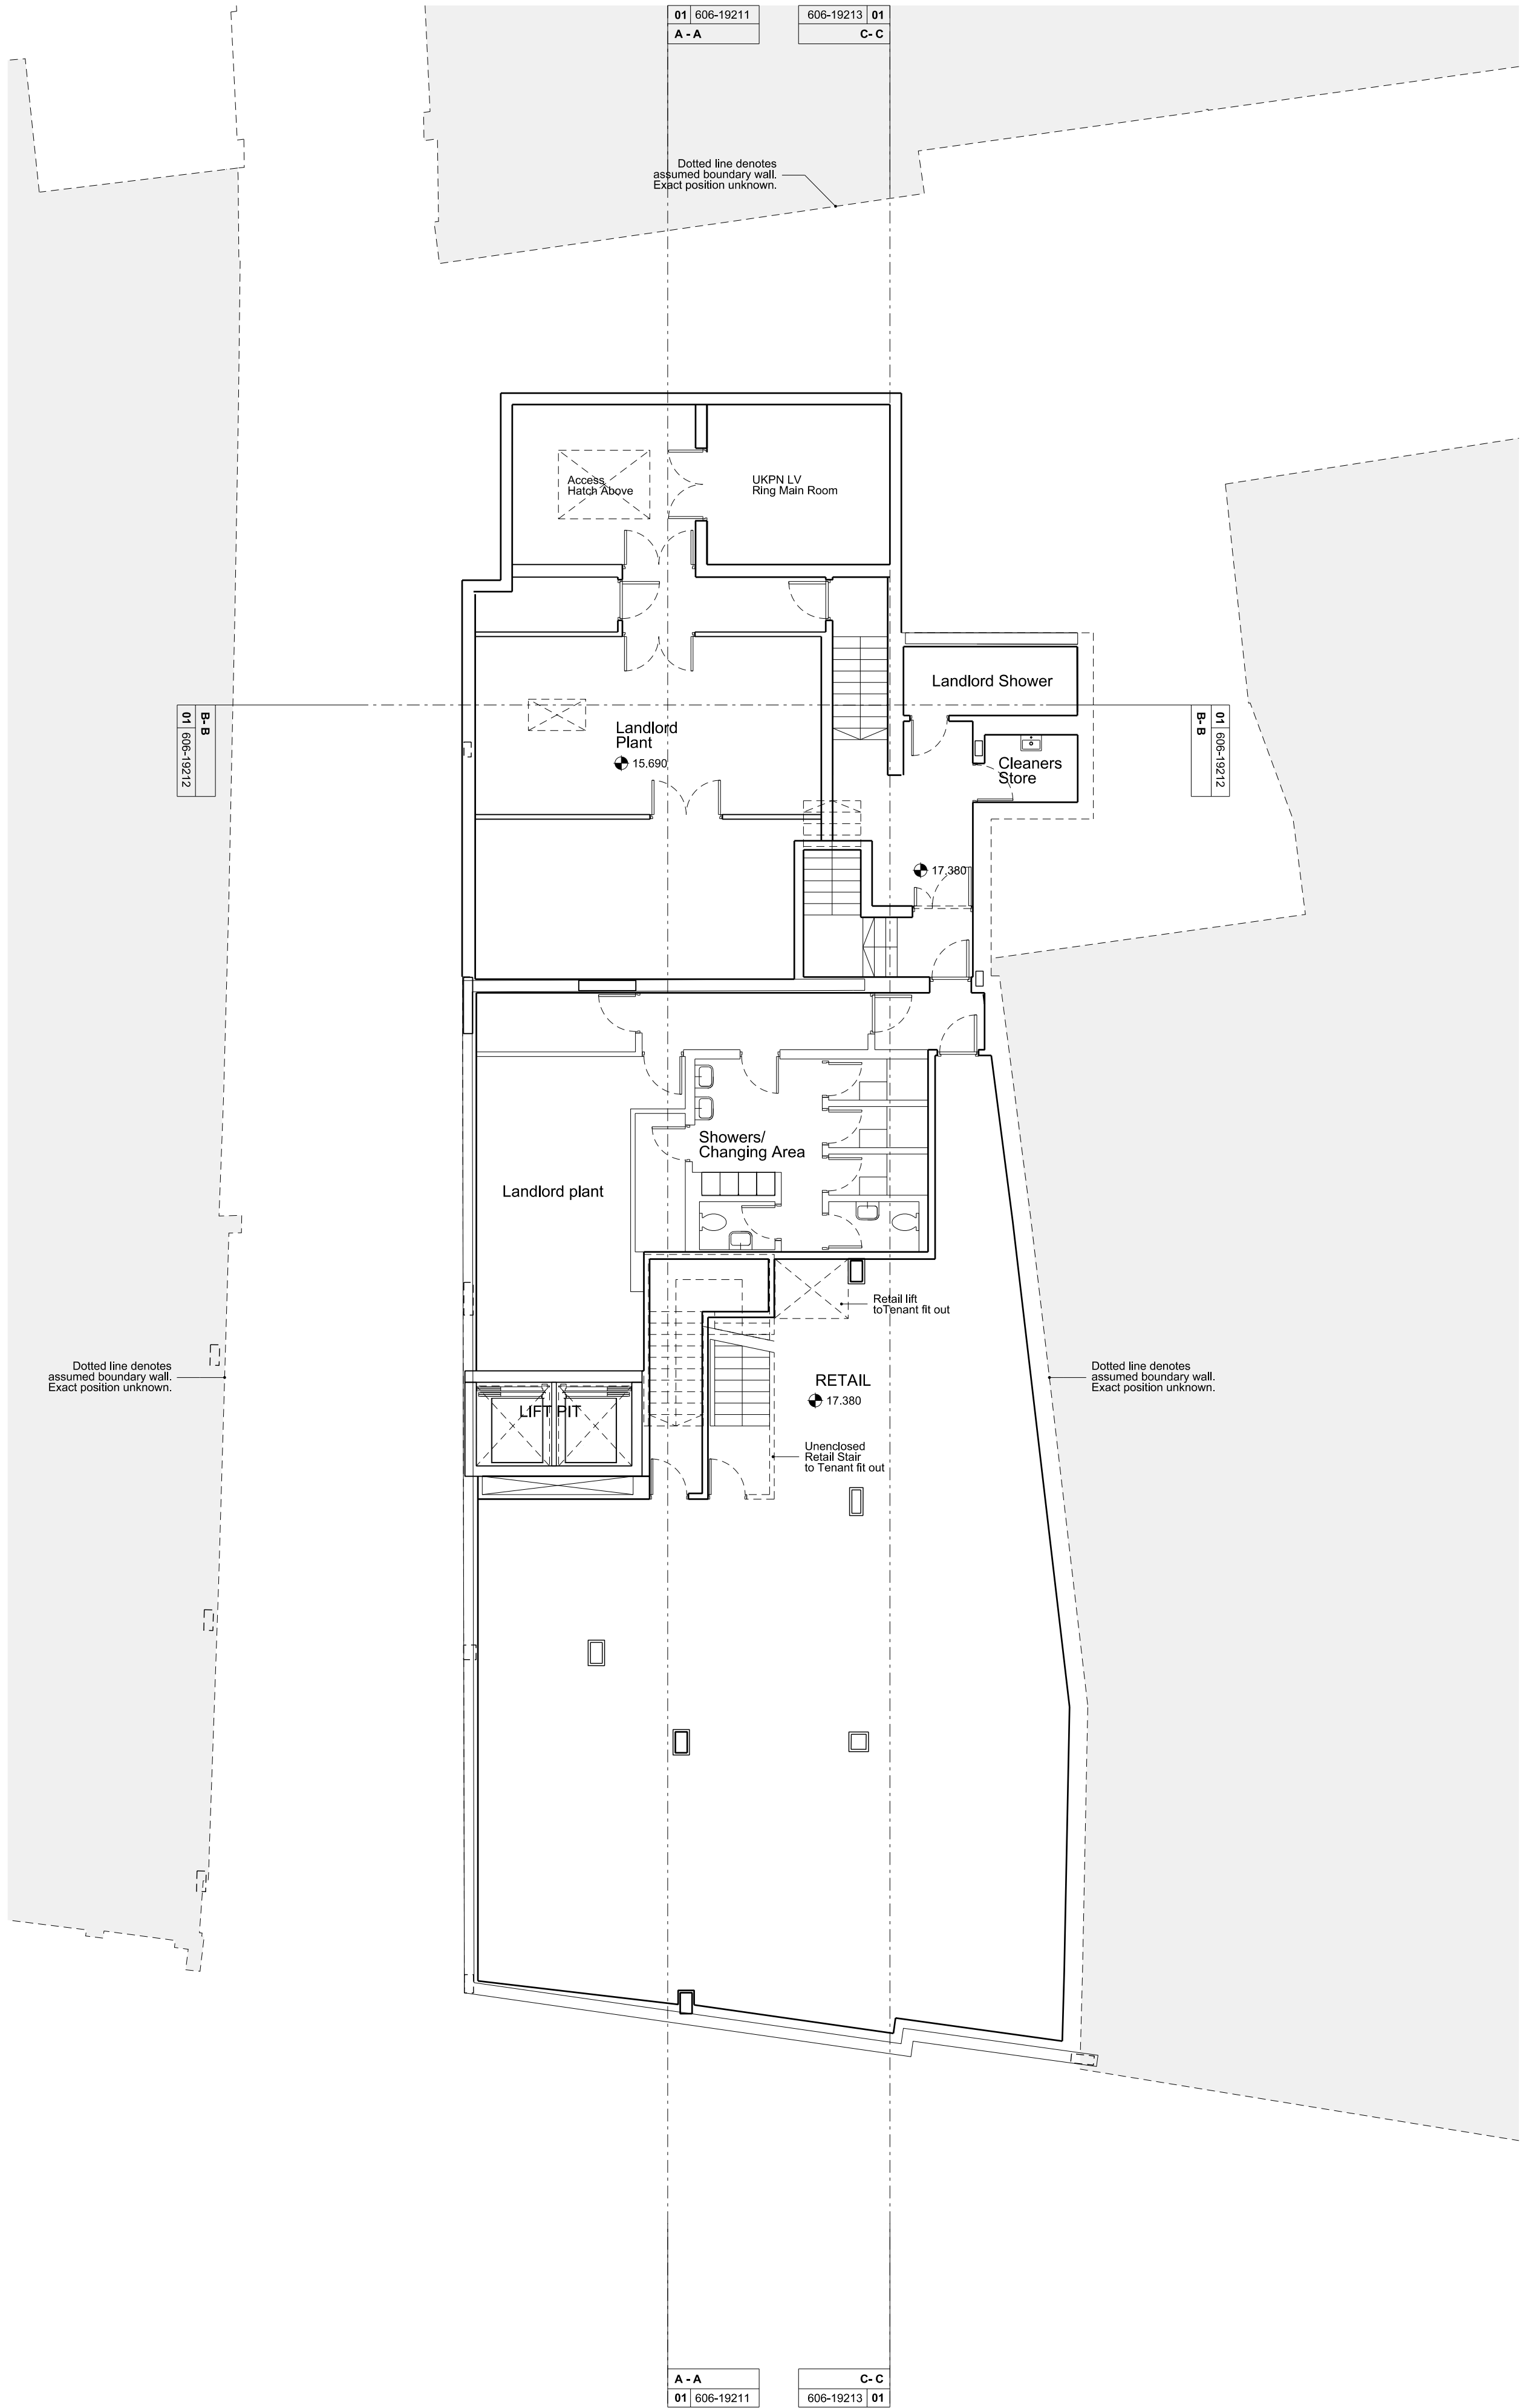 01 606-19211
A - A
606-19213 01
C- C
Dotted line denotes
assumed boundary wall.
Exact position unknown.
Access
Hatch Above
UKPN LV
Ring Main Room
Landlord Shower
B- B
01 606-19212
Landlord
Plant
15.690
01 606-19212
B- B
Cleaners
Store
17.380
Showers/
Changing Area
Landlord plant
Retail lift
toTenant fit out
Dotted line denotes
assumed boundary wall.
Exact position unknown.
RETAIL
17.380
Dotted line denotes
assumed boundary wall.
Exact position unknown.
LIFT PIT
Unenclosed
Retail Stair
to Tenant fit out
A - A
01 606-19211
C- C
606-19213 01